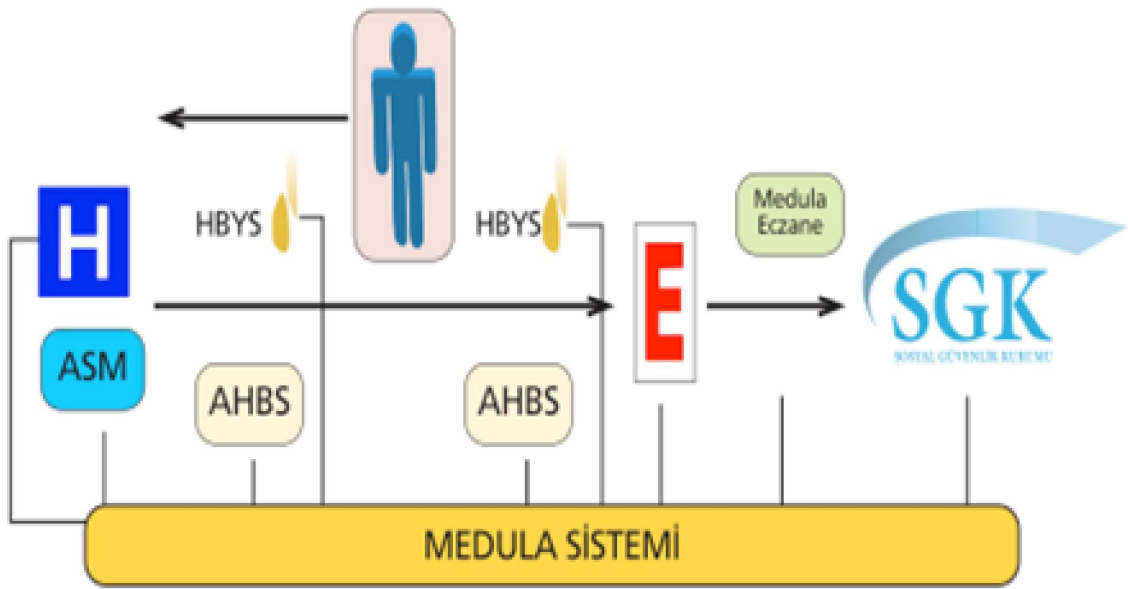 HBYS
HBYS
Medula
Eczane
H
E
SGK
SOSYAL GÜVENLİK KURUMU
ASM
AHBS
AHBS
MEDULA SİSTEMİ